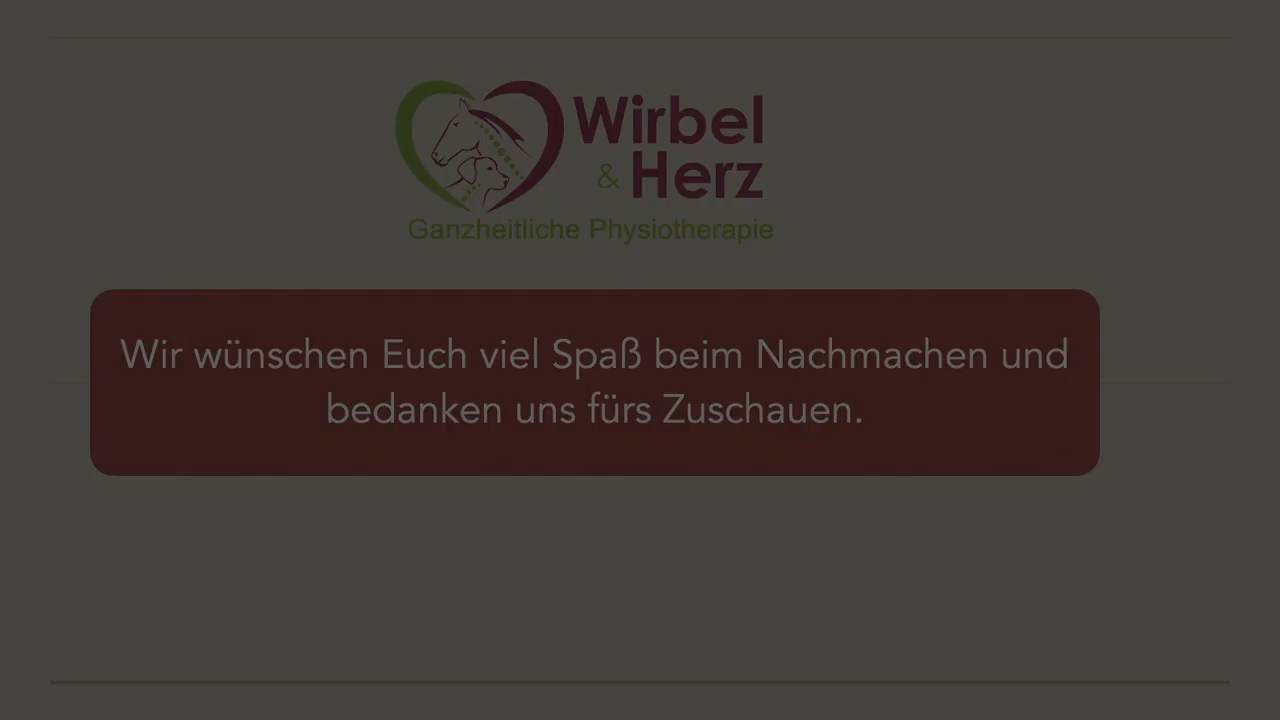 Wirbel
& Herz
Ganzheitliche Physiotherapie
Wir wünschen Euch viel Spaß beim Nachmachen und
bedanken uns fürs Zuschauen.